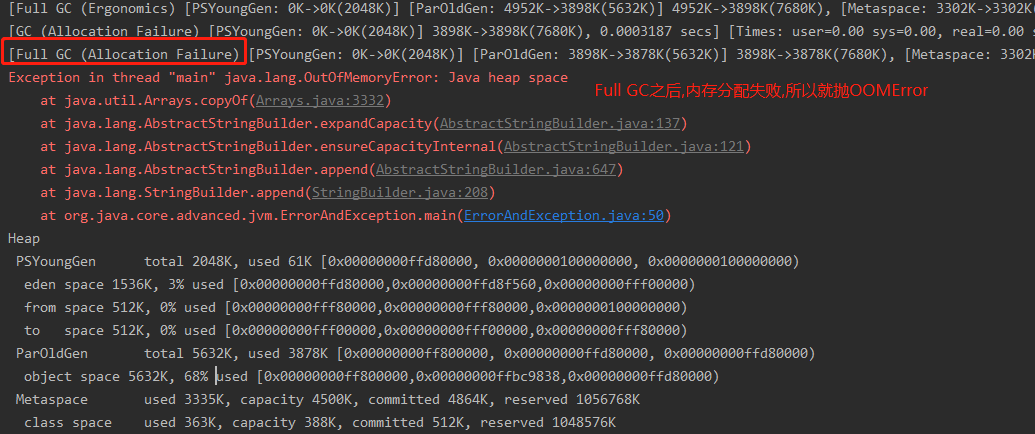 [Full GC (Ergonomics) [PSYoungGen: 0K->0K(2048K)] [ParOldGen: 4952K->3898K(5632K)] 4952K->3898K(7680K), [Metaspace: 3302K->3302K(
[GC (Allocation Failure) [PSYoungGen: 0K->0K(2048K)] 3898K->3898K(7680K), 0.0003187 secs] [Times: user=0.00 sys=0.00, real=0.00 s
[Full GC (Allocation Failure) [PSYoungGen: 0K->0K(2048K)] [ParOldGen: 3898K->3878K(5632K)] 3898K->3878K(7680K), [Metaspace: 3302K
Exception in thread "main" java.lang.OutOfMemoryError: Java heap space
Full GC之后,内存分配失败,所以就抛OOMError
at java.util.Arrays.copyOf(Arrays.java:3332)
at java.lang.AbstractStringBuilder.expandCapacity(AbstractStringBuilder.java:137)
at java.lang.AbstractStringBuilder.ensureCapacityInternal(AbstractStringBuilder.java:121)
at java.lang.AbstractStringBuilder.append(AbstractStringBuilder.java:647)
at java.lang.StringBuilder.append(StringBuilder.java:208)
at org.java.core.advanced.jvm.ErrorAndException.main(ErrorAndException.java:50)
Heap
PSYoungGen total 2048K, used 61K [0x00000000ffd80000, 0x0000000100000000, 0x0000000100000000)
eden space 1536K, 3% used [0x00000000ffd80000,0x00000000ffd8f560,0x00000000fff00000)
from space 512K, 0% used [0x00000000fff80000,0x00000000fff80000,0x0000000100000000)
to space 512K, 0% used [0x00000000fff00000,0x00000000fff00000,0x00000000fff80000)
ParOldGen total 5632K, used 3878K [0x00000000ff800000, 0x00000000ffd80000, 0x00000000ffd80000)
object space 5632K, 68% used [0x00000000ff800000,0x00000000ffbc9838,0x00000000ffd80000)
Metaspace used 3335K, capacity 4500K, committed 4864K, reserved 1056768K
class space used 363K, capacity 388K, committed 512K, reserved 1048576K